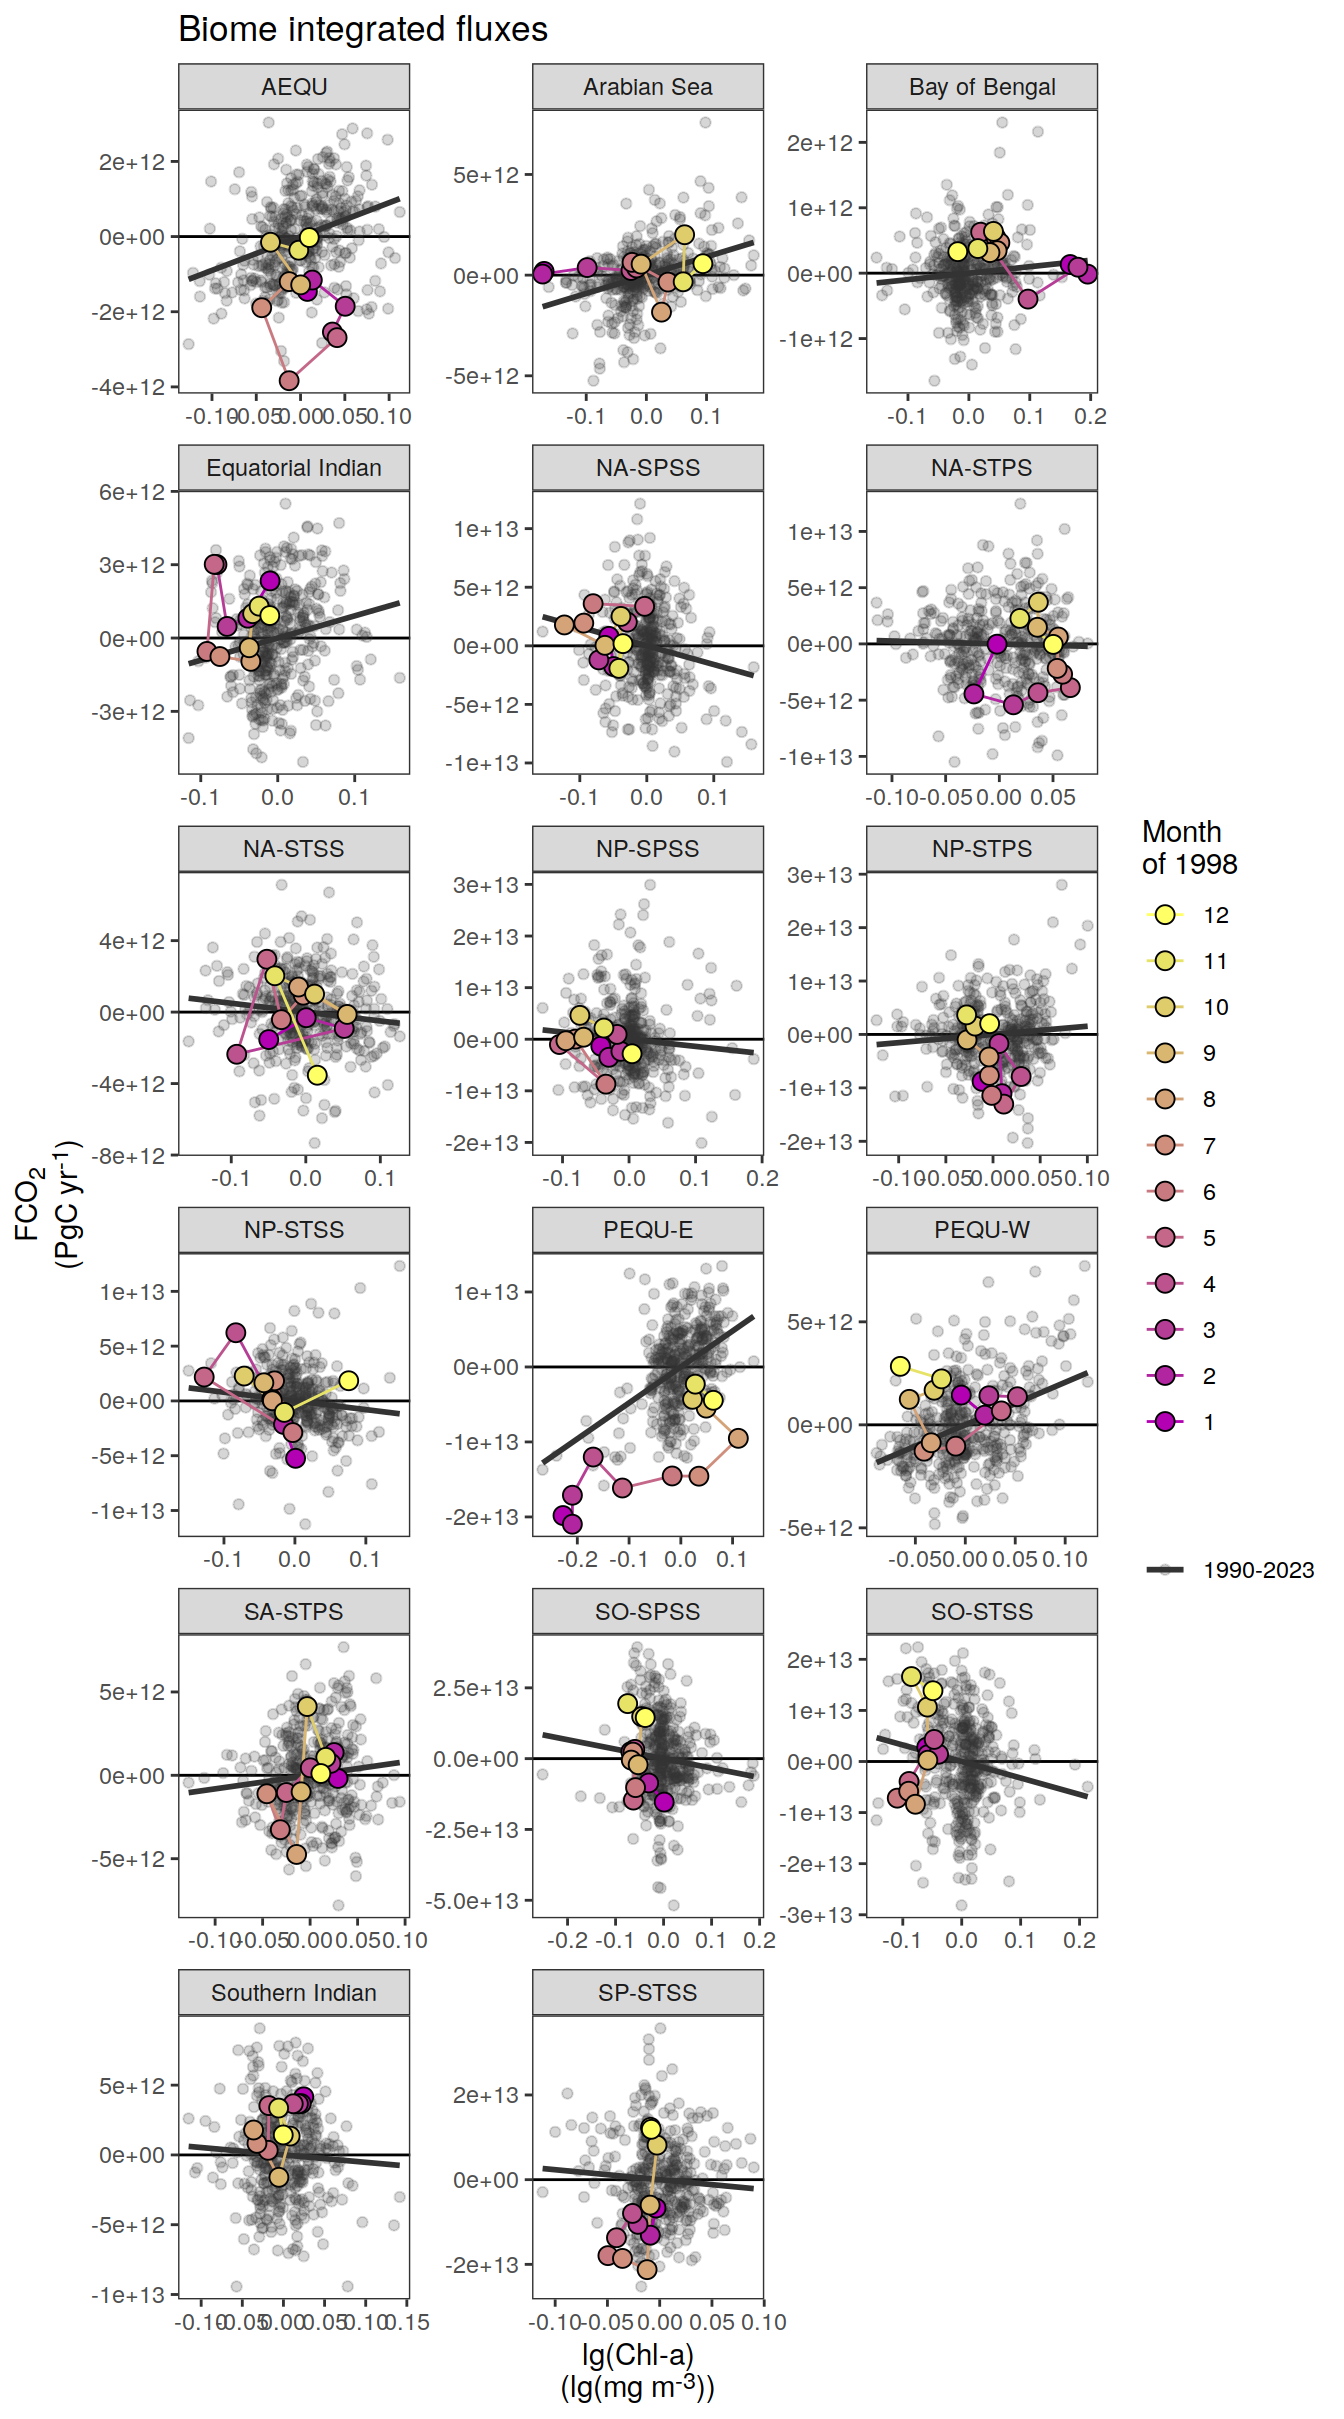 Biome integrated fluxes
AEQU
Arabian Sea
Bay of Bengal
2e+12
0e+00
-2e+12
-4e+12
-0.10 -0.05 0.00 0.05 0.10
5e+12
0e+00
-5e+12
-0.1 0.0 0.1
2e+12
1e+12
0e+00
-1e+12
-0.1 0.0 0.1 0.2
Equatorial Indian
NA-SPSS
NA-STPS
6e+12
3e+12
0e+00
-3e+12
-0.1 0.0 0.1
1e+13
5e+12
0e+00
-5e+12
-1e+13
-0.1 0.0 0.1
1e+13
5e+12
0e+00
-5e+12
-1e+13
-0.10 -0.05 0.00 0.05
NA-STSS
NP-SPSS
NP-STPS
4e+12
0e+00
-4e+12
-8e+12
-0.1 0.0 0.1
3e+13
2e+13
1e+13
0e+00
-1e+13
-2e+13
-0.1 0.0 0.1 0.2
3e+13
2e+13
1e+13
0e+00
-1e+13
-2e+13
-0.10 -0.05 0.00 0.05 0.10
NP-STSS
PEQU-E
PEQU-W
1e+13
5e+12
0e+00
-5e+12
-1e+13
-0.1 0.0 0.1
1e+13
0e+00
-1e+13
-2e+13
-0.2 -0.1 0.0 0.1
5e+12
0e+00
-5e+12
-0.05 0.00 0.05 0.10
SA-STPS
SO-SPSS
SO-STSS
5e+12
0e+00
-5e+12
-0.10 -0.05 0.00 0.05 0.10
2.5e+13
0.0e+00
-2.5e+13
-5.0e+13
-0.2 -0.1 0.0 0.1 0.2
2e+13
1e+13
0e+00
-1e+13
-2e+13
-3e+13
-0.1 0.0 0.1 0.2
Southern Indian
SP-STSS
5e+12
0e+00
-5e+12
-1e+13
-0.10 -0.05 0.00 0.05 0.10 0.15
2e+13
0e+00
-2e+13
-0.10 -0.05 0.00 0.05 0.10
FCO2
(PgC yr-1)
lg(Chl-a)
(lg(mg m-3))
Month
of 1998
12
11
10
9
8
7
6
5
4
3
2
1
1990-2023